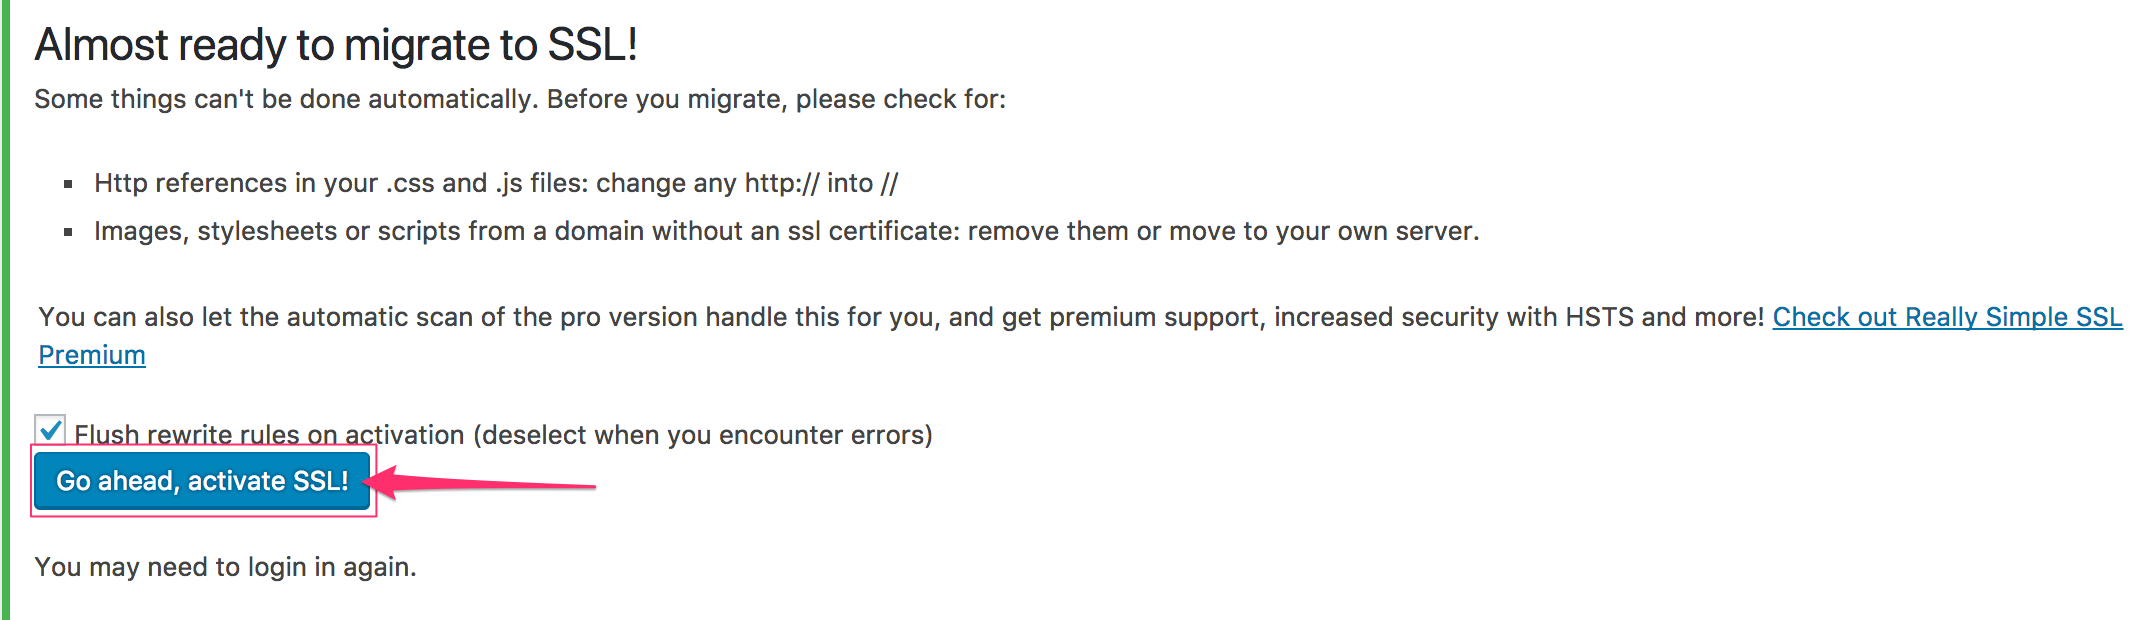 Almost ready to migrate to SSL!
Some things can't be done automatically. Before you migrate, please check for:
Http references in your .css and .js files: change any http:// into //
Images, stylesheets or scripts from a domain without an ssl certificate: remove them or move to your own server.
You can also let the automatic scan of the pro version handle this for you, and get premium support, increased security with HSTS and more! Check out Really Simple SSL
Premium
Flush rewrite rules on activation (deselect when you encounter errors)
Go ahead, activate SSL!
You may need to login in again.